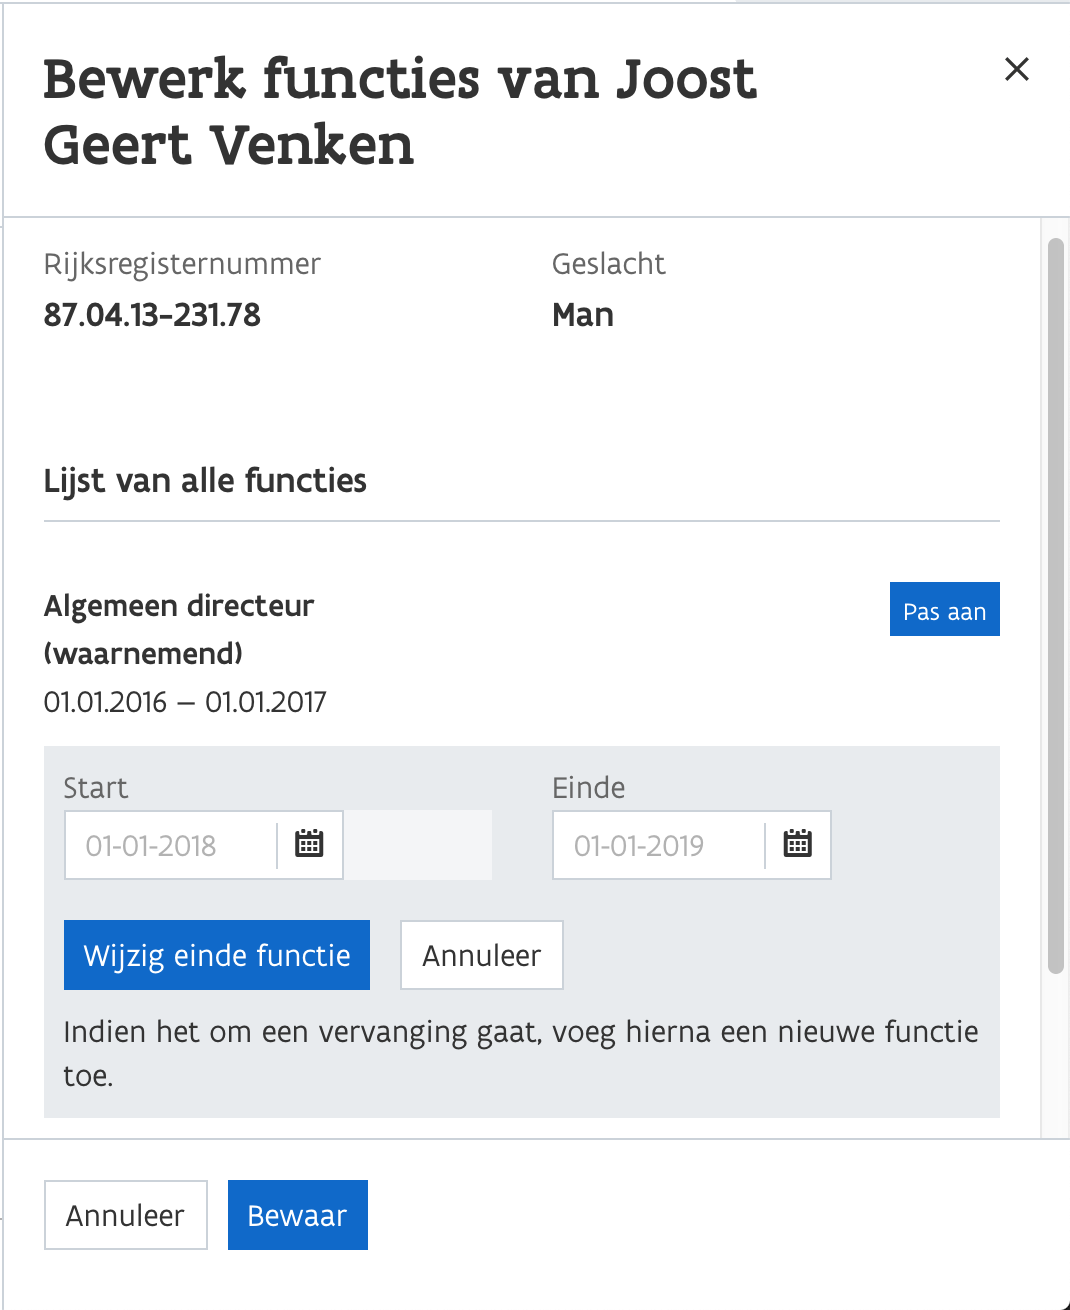 Bewerk functies van Joost
Geert Venken
Rijksregisternummer
Geslacht
87.04.13-231.78
Man
Lijst van alle functies
Algemeen directeur
(waarnemend)
Pas aan
01.01.2016 – 01.01.2017
Start
Einde
01-01-2018
01-01-2019
Wijzig einde functie
Annuleer
Indien het om een vervanging gaat, voeg hierna een nieuwe functie
toe.
Annuleer
Bewaar